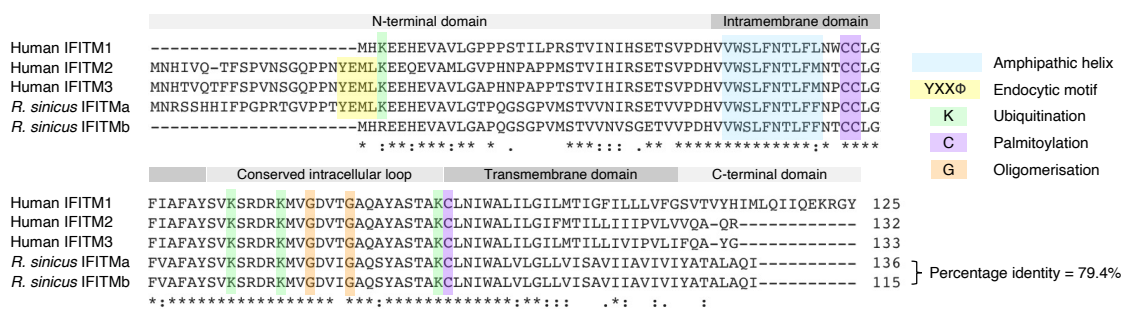 N-terminal domain Intramembrane domain
Human IFITM1 ---------------------MHKEEHEVAVLGPPPSTILPRSTVINIHSETSVPDHVVWSLFNTLFLNWCCLG
Human IFITM2 MNHIVQ-TFSPVNSGQPPNYEMLKEEQEVAMLGVPHNPAPPMSTVIHIRSETSVPDHVVWSLFNTLFMNTCCLG
Human IFITM3 MNHTVQTFFSPVNSGQPPNYEMLKEEHEVAVLGAPHNPAPPTSTVIHIRSETSVPDHVVWSLFNTLFMNPCCLG
R. sinicus IFITMa MNRSSHHIFPGPRTGVPPTYEMLKEEHEVAVLGTPQGSGPVMSTVVNIRSETSVPDHVVWSLFNTLFFNPCCLG
R. sinicus IFITMb ---------------------MHREEHEVAVLGAPQGSGPVMSTVVNVSGETVVPDHVVWSLFNTLFFNTCCLG
* :**:***:** * . ***:::: .** **************:* ****
Amphipathic helix
YXXΦ Endocytic motif
K Ubiquitination
C Palmitoylation
G Oligomerisation
Conserved intracellular loop Transmembrane domain C-terminal domain
Human IFITM1 FIAFAYSVKSRDRKMVGDVTGAQAYASTAKCLNIWALILGILMTIGFILLLVFGSVTVYHIMLQIIQEKRGY 125
Human IFITM2 FIAFAYSVKSRDRKMVGDVTGAQAYASTAKCLNIWALILGIFMTILLIIIPVLVVQA-QR------------ 132
Human IFITM3 FIAFAYSVKSRDRKMVGDVTGAQAYASTAKCLNIWALILGILMTILLIVIPVLIFQA-YG------------ 133
R. sinicus IFITMa FVAFAYSVKSRDRKMVGDVTGAQSYASTAKCLNIWALVLGLLVISAVIIAVIVIYATALAQI---------- 136
R. sinicus IFITMb FVAFAYSVKSRDRKMVGDVTGAQSYASTAKCLNIWALVLGLLVISAVIIAVIVIYATALAQI---------- 115
*:*********************:*************:**::: .*: :. :
Percentage identity = 79.4%